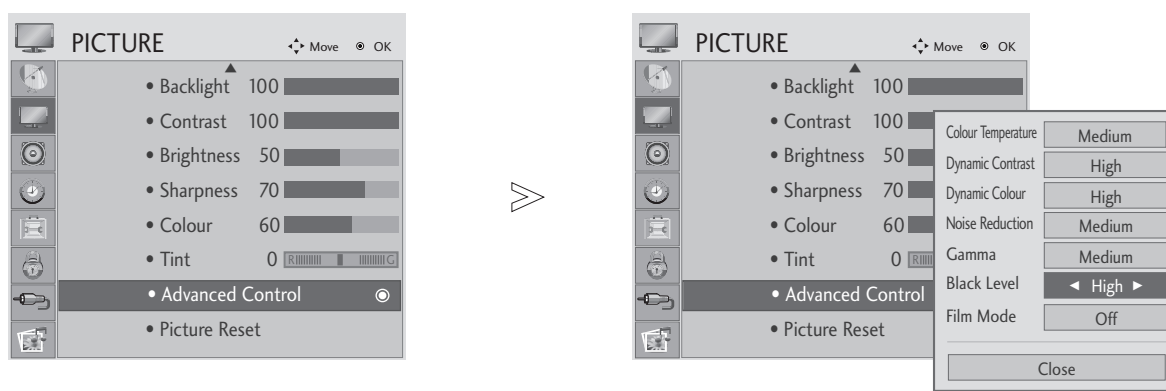 PICTURE Move OK
Backlight 100
Contrast 100
Brightness 50
Sharpness 70
Colour 60
Tint 0 R G
Advanced Control
Picture Reset
PICTURE Move OK
Backlight 100
Contrast 100
Brightness 50
Sharpness 70
Colour 60
Tint 0 R
Advanced Control
Picture Reset
Colour Temperature Medium
Dynamic Contrast High
Dynamic Colour High
Noise Reduction Medium
Gamma Medium
Black Level ◄ High ►
Film Mode Off
Close